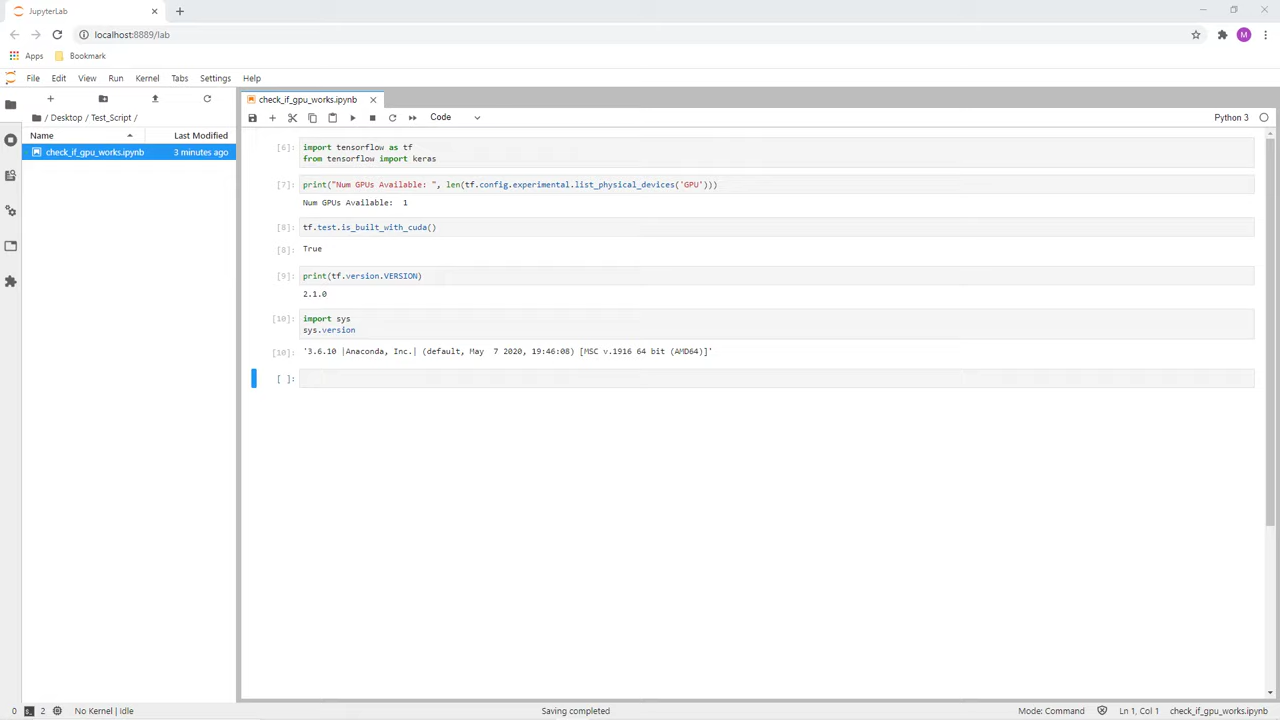 JupyterLab
localhost:8889/lab
M
Apps Bookmark
File Edit View Run Kernel Tabs Settings Help
/ Desktop / Test_Script /
Name Last Modified
check_if_gpu_works.ipynb 3 minutes ago
check_if_gpu_works.ipynb
Code Python 3
[6]: import tensorflow as tf
from tensorflow import keras
[7]: print("Num GPUs Available: ", len(tf.config.experimental.list_physical_devices('GPU')))
Num GPUs Available:  1
[8]: tf.test.is_built_with_cuda()
[8]: True
[9]: print(tf.version.VERSION)
2.1.0
[10]: import sys
sys.version
[10]: '3.6.10 |Anaconda, Inc.| (default, May  7 2020, 19:46:08) [MSC v.1916 64 bit (AMD64)]'
[ ]:
0 2 No Kernel | Idle Saving completed Mode: Command Ln 1, Col 1 check_if_gpu_works.ipynb